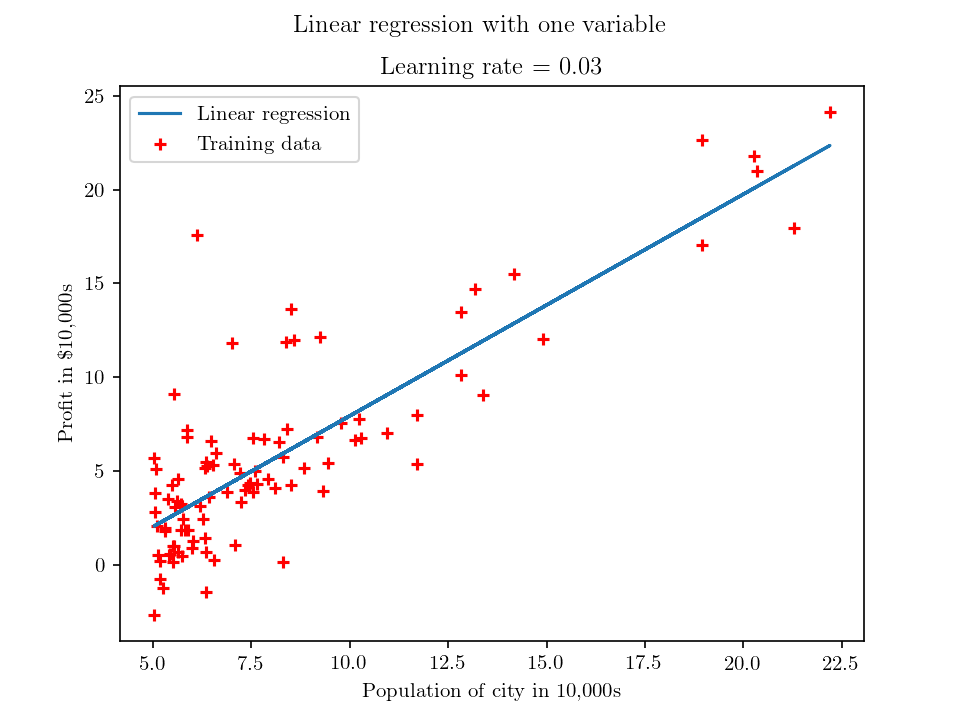 Linear regression with one variable
Learning rate = 0.03
Linear regression
Training data
25
20
15
10
5
0
Profit in $10,000s
5.0 7.5 10.0 12.5 15.0 17.5 20.0 22.5
Population of city in 10,000s